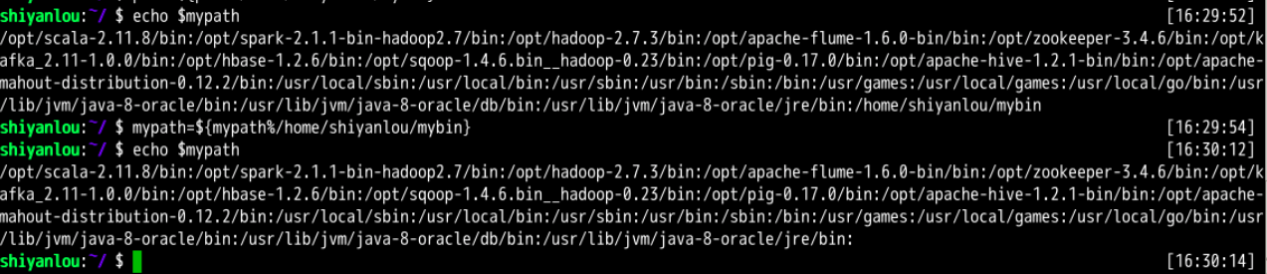 shiyanlou:~/ $ echo $mypath [16:29:52]
/opt/scala-2.11.8/bin:/opt/spark-2.1.1-bin-hadoop2.7/bin:/opt/hadoop-2.7.3/bin:/opt/apache-flume-1.6.0-bin/bin:/opt/zookeeper-3.4.6/bin:/opt/k
afka_2.11-1.0.0/bin:/opt/hbase-1.2.6/bin:/opt/sqoop-1.4.6.bin__hadoop-0.23/bin:/opt/pig-0.17.0/bin:/opt/apache-hive-1.2.1-bin/bin:/opt/apache-
mahout-distribution-0.12.2/bin:/usr/local/sbin:/usr/local/bin:/usr/sbin:/usr/bin:/sbin:/bin:/usr/games:/usr/local/games:/usr/local/go/bin:/usr
/lib/jvm/java-8-oracle/bin:/usr/lib/jvm/java-8-oracle/db/bin:/usr/lib/jvm/java-8-oracle/jre/bin:/home/shiyanlou/mybin
shiyanlou:~/ $ mypath=${mypath%/home/shiyanlou/mybin} [16:29:54]
shiyanlou:~/ $ echo $mypath [16:30:12]
/opt/scala-2.11.8/bin:/opt/spark-2.1.1-bin-hadoop2.7/bin:/opt/hadoop-2.7.3/bin:/opt/apache-flume-1.6.0-bin/bin:/opt/zookeeper-3.4.6/bin:/opt/k
afka_2.11-1.0.0/bin:/opt/hbase-1.2.6/bin:/opt/sqoop-1.4.6.bin__hadoop-0.23/bin:/opt/pig-0.17.0/bin:/opt/apache-hive-1.2.1-bin/bin:/opt/apache-
mahout-distribution-0.12.2/bin:/usr/local/sbin:/usr/local/bin:/usr/sbin:/usr/bin:/sbin:/bin:/usr/games:/usr/local/games:/usr/local/go/bin:/usr
/lib/jvm/java-8-oracle/bin:/usr/lib/jvm/java-8-oracle/db/bin:/usr/lib/jvm/java-8-oracle/jre/bin:
shiyanlou:~/ $ [16:30:14]